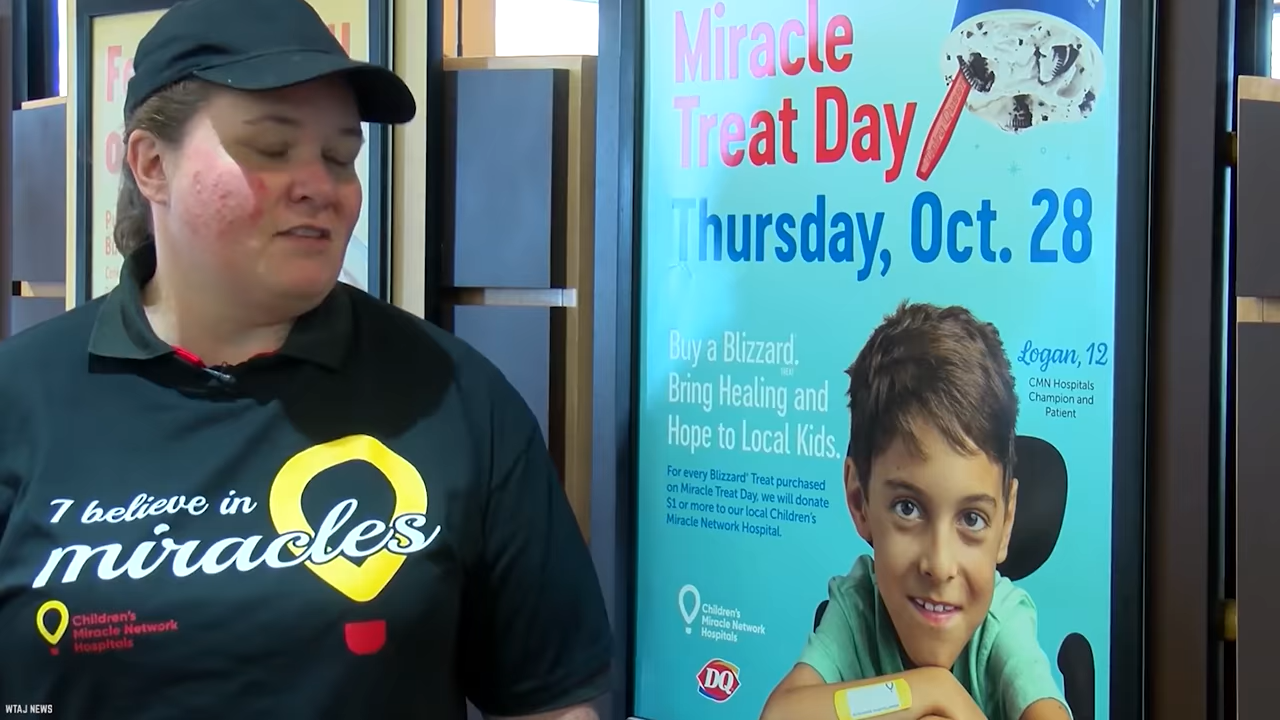 Miracle
Treat Day
Thursday, Oct. 28
Buy a Blizzard®
Bring Healing and
Hope to Local Kids.
For every Blizzard® Treat purchased
on Miracle Treat Day, we will donate
$1 or more to our local Children's
Miracle Network Hospital.
Logan, 12
CMN Hospitals
Champion and
Patient
Children's
Miracle Network
Hospitals
DQ
I believe in
miracles
Children's
Miracle Network
Hospitals
WTAJ NEWS